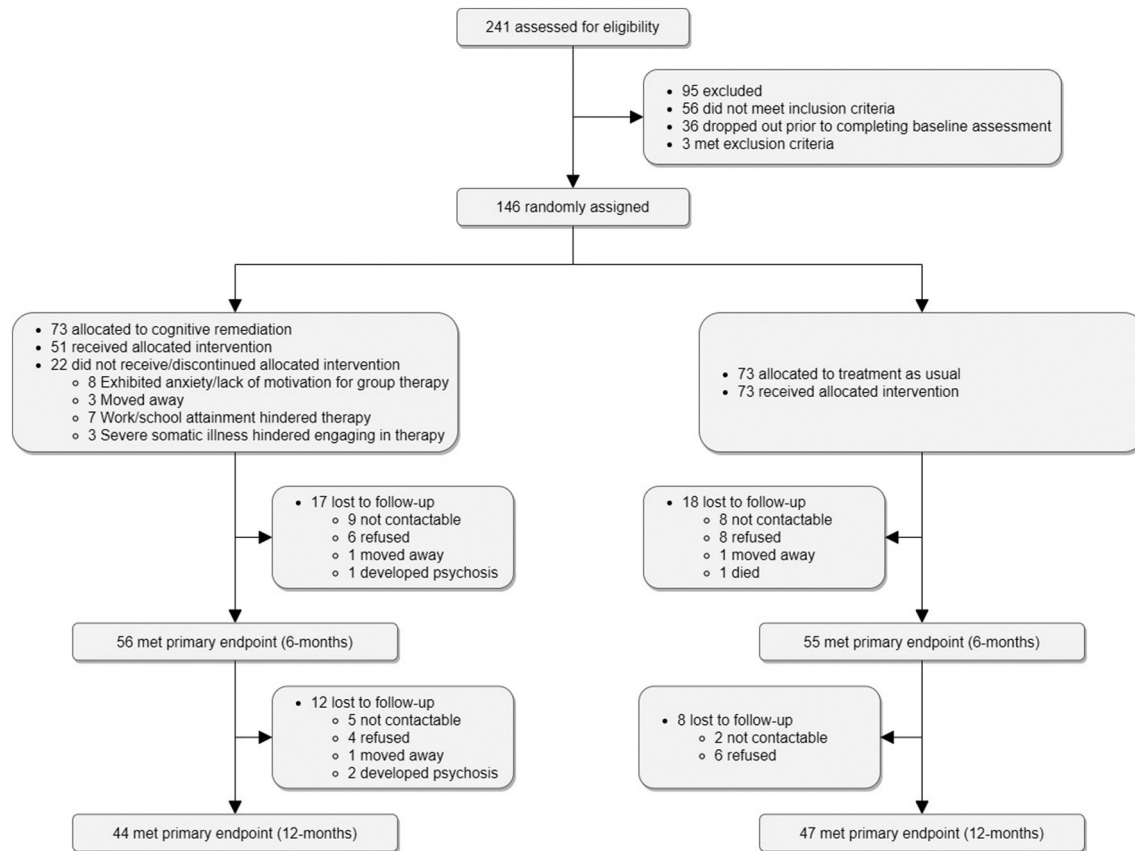 241 assessed for eligibility
• 95 excluded
• 56 did not meet inclusion criteria
• 36 dropped out prior to completing baseline assessment
• 3 met exclusion criteria
146 randomly assigned
• 73 allocated to cognitive remediation
• 51 received allocated intervention
• 22 did not receive/discontinued allocated intervention
◦ 8 Exhibited anxiety/lack of motivation for group therapy
◦ 3 Moved away
◦ 7 Work/school attainment hindered therapy
◦ 3 Severe somatic illness hindered engaging in therapy
• 73 allocated to treatment as usual
• 73 received allocated intervention
• 17 lost to follow-up
◦ 9 not contactable
◦ 6 refused
◦ 1 moved away
◦ 1 developed psychosis
• 18 lost to follow-up
◦ 8 not contactable
◦ 8 refused
◦ 1 moved away
◦ 1 died
56 met primary endpoint (6-months)
55 met primary endpoint (6-months)
• 12 lost to follow-up
◦ 5 not contactable
◦ 4 refused
◦ 1 moved away
◦ 2 developed psychosis
• 8 lost to follow-up
◦ 2 not contactable
◦ 6 refused
44 met primary endpoint (12-months)
47 met primary endpoint (12-months)